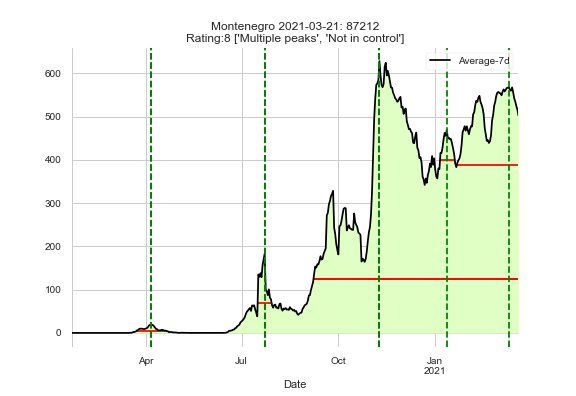 Montenegro 2021-03-21: 87212
Rating:8 ['Multiple peaks', 'Not in control']
Average-7d
600
500
400
300
200
100
0
Apr Jul Oct Jan
2021
Date